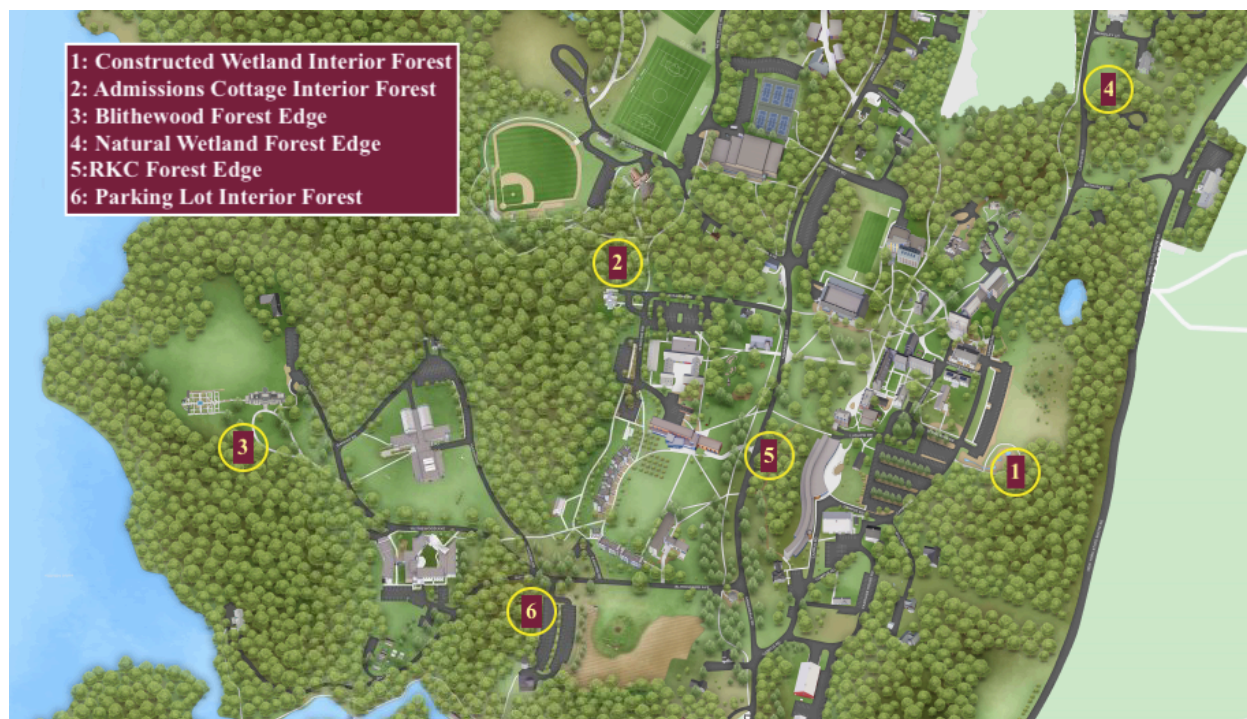 1: Constructed Wetland Interior Forest
2: Admissions Cottage Interior Forest
3: Blithewood Forest Edge
4: Natural Wetland Forest Edge
5:RKC Forest Edge
6: Parking Lot Interior Forest
4
2
3
5
1
6